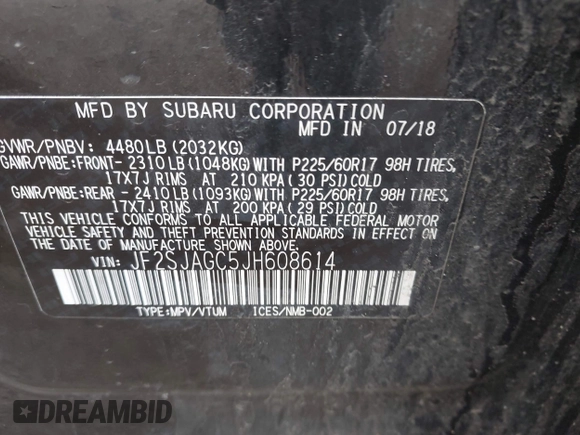 MFD BY SUBARU CORPORATION
MFD IN 07/18
GVWR/PNBV: 4480LB (2032KG)
GAWR/PNBE:FRONT- 2310LB (1048KG) WITH P225/60R17 98H TIRES,
17X7J RIMS AT 210 KPA (30 PSI) COLD
GAWR/PNBE:REAR - 2410LB (1093KG) WITH P225/60R17 98H TIRES,
17X7J RIMS AT 200 KPA (29 PSI) COLD
THIS VEHICLE CONFORMS TO ALL APPLICABLE FEDERAL MOTOR
VEHICLE SAFETY AND THEFT PREVENTION STANDARDS IN EFFECT ON
THE DATE OF MANUFACTURE SHOWN ABOVE.
VIN: JF2SJAGC5JH608614
TYPE:MPV/VTUM ICES/NMB-002
DREAMBID